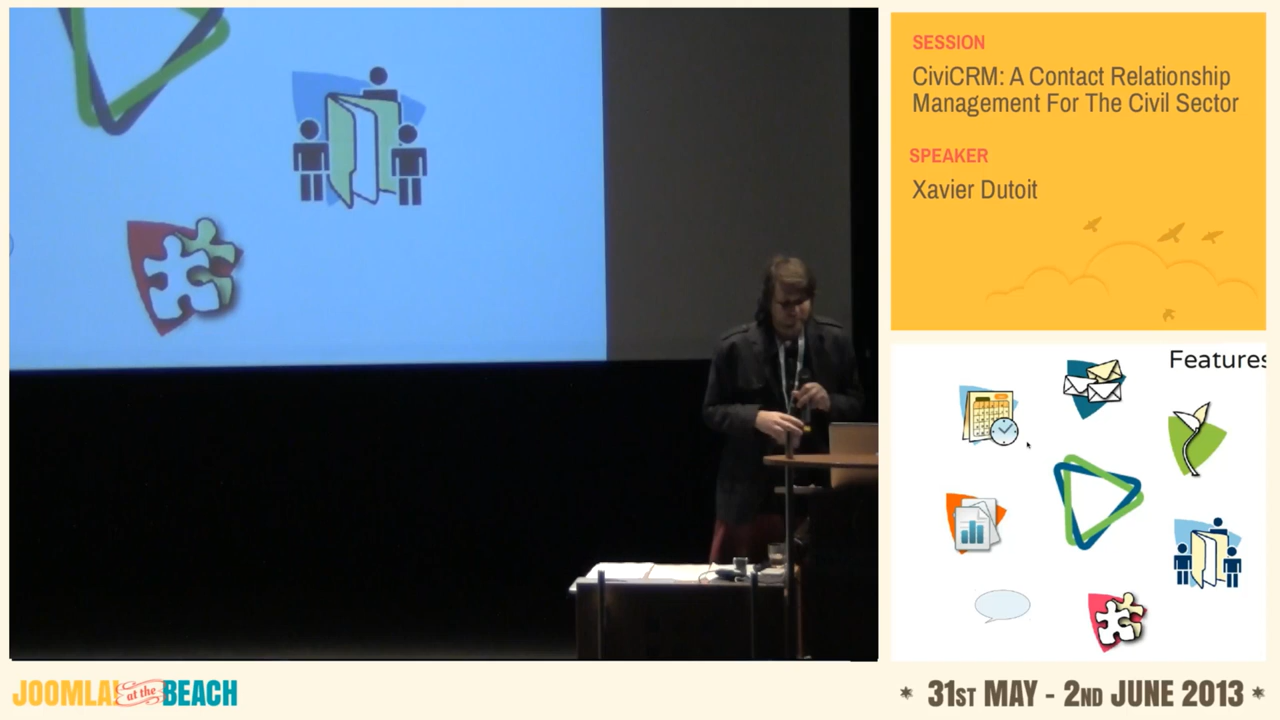 SESSION
CiviCRM: A Contact Relationship
Management For The Civil Sector
SPEAKER
Xavier Dutoit
Features
JOOMLA! at the BEACH
* 31ST MAY - 2ND JUNE 2013 *